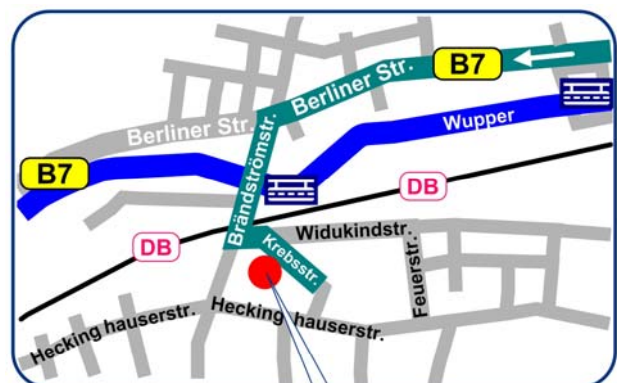 B7
Berliner Str.
Berliner Str.
Wupper
B7
Brändströmstr.
DB
DB
Widukindstr.
Krebsstr.
Feuerstr.
Hecking hauserstr.
Hecking hauserstr.